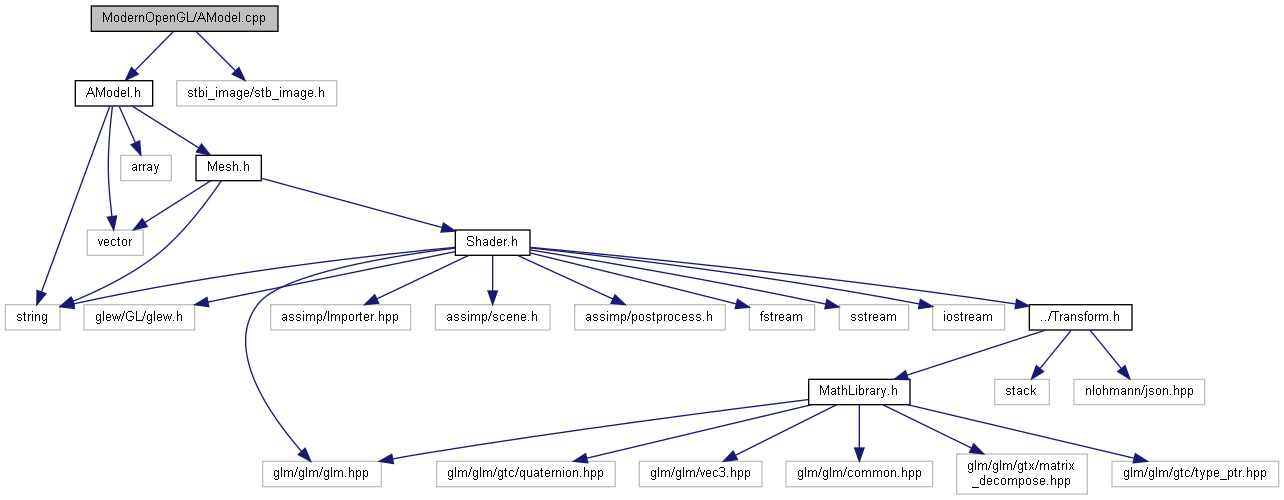 ModernOpenGL/AModel.cpp
AModel.h
stbi_image/stb_image.h
array
Mesh.h
vector
Shader.h
string
glew/GL/glew.h
assimp/Importer.hpp
assimp/scene.h
assimp/postprocess.h
fstream
sstream
iostream
../Transform.h
MathLibrary.h
stack
nlohmann/json.hpp
glm/glm/glm.hpp
glm/glm/gtc/quaternion.hpp
glm/glm/vec3.hpp
glm/glm/common.hpp
glm/glm/gtx/matrix
_decompose.hpp
glm/glm/gtc/type_ptr.hpp